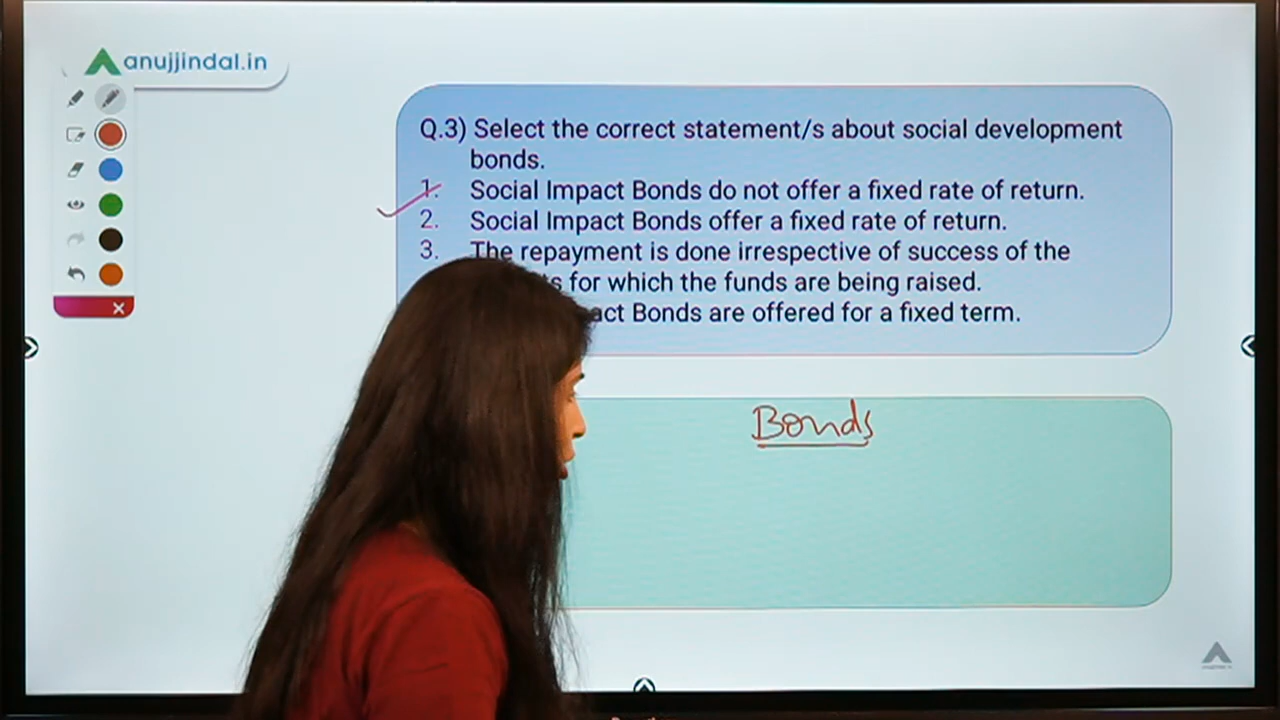 anujjindal.in
Q.3) Select the correct statement/s about social development
bonds.
1. Social Impact Bonds do not offer a fixed rate of return.
2. Social Impact Bonds offer a fixed rate of return.
3. The repayment is done irrespective of success of the
for which the funds are being raised.
Bonds are offered for a fixed term.
Bonds